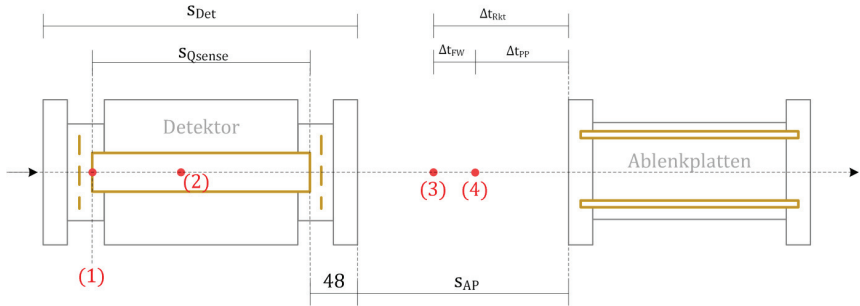 s_Det
Δt_Rkt
s_Qsense
Δt_FW
Δt_PP
Detektor
Ablenkplatten
(2)
(3)
(4)
(1)
48
s_AP